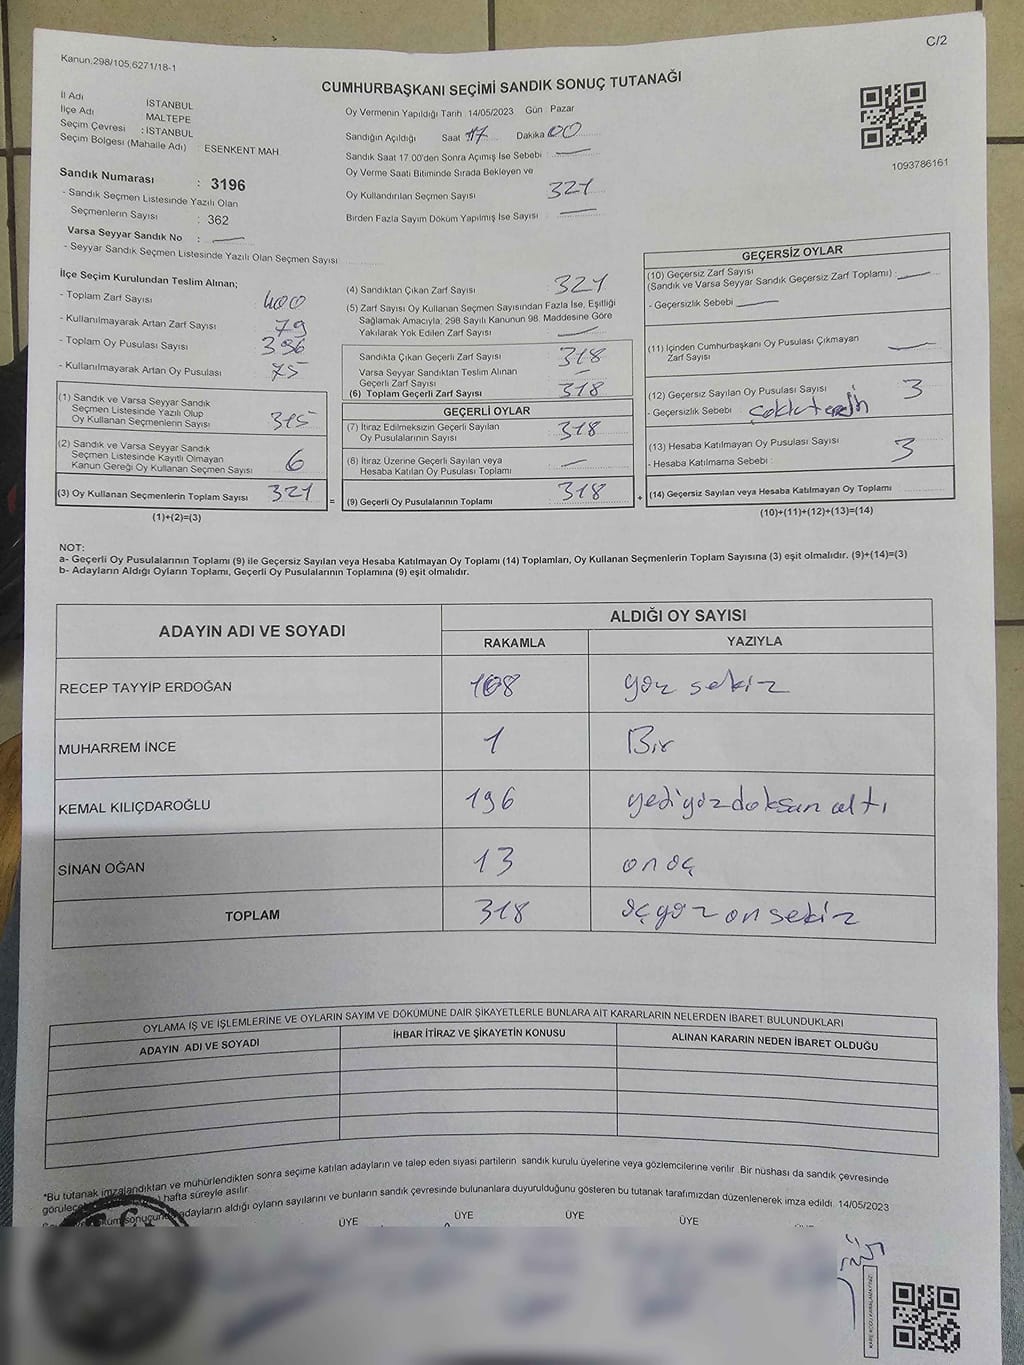 C/2
Kanun.298/105,6271/18-1
CUMHURBAŞKANI SEÇİMİ SANDIK SONUÇ TUTANAĞI
İl Adı : İSTANBUL
İlçe Adı : MALTEPE
Seçim Çevresi : İSTANBUL
Seçim Bölgesi (Mahalle Adı) : ESENKENT MAH.
Sandık Numarası : 3196
- Sandık Seçmen Listesinde Yazılı Olan
Seçmenlerin Sayısı : 362
Varsa Seyyar Sandık No :
- Seyyar Sandık Seçmen Listesinde Yazılı Olan Seçmen Sayısı
Oy Vermenin Yapıldığı Tarih 14/05/2023 Gün : Pazar
Sandığın Açıldığı Saat 17 Dakika 00
Sandık Saat 17.00'den Sonra Açımış İse Sebebi :
Oy Verme Saati Bitiminde Sırada Bekleyen ve
Oy Kullandırılan Seçmen Sayısı : 321
Birden Fazla Sayım Döküm Yapılmış İse Sayısı :
1093786161
İlçe Seçim Kurulundan Teslim Alınan;
- Toplam Zarf Sayısı : 400
- Kullanılmayarak Artan Zarf Sayısı : 79
- Toplam Oy Pusulası Sayısı : 396
- Kullanılmayarak Artan Oy Pusulası : 75
(1) Sandık ve Varsa Seyyar Sandık
Seçmen Listesinde Yazılı Olup
Oy Kullanan Seçmenlerin Sayısı : 315
(2) Sandık ve Varsa Seyyar Sandık
Seçmen Listesinde Kayıtlı Olmayan
Kanun Gereği Oy Kullanan Seçmen Sayısı : 6
(3) Oy Kullanan Seçmenlerin Toplam Sayısı : 321
(1)+(2)=(3)
=
(4) Sandıktan Çıkan Zarf Sayısı : 321
(5) Zarf Sayısı Oy Kullanan Seçmen Sayısından Fazla İse, Eşitliği
Sağlamak Amacıyla, 298 Sayılı Kanunun 98. Maddesine Göre
Yakılarak Yok Edilen Zarf Sayısı :
Sandıkta Çıkan Geçerli Zarf Sayısı : 318
Varsa Seyyar Sandıktan Teslim Alınan
Geçerli Zarf Sayısı :
(6) Toplam Geçerli Zarf Sayısı : 318
GEÇERLİ OYLAR
(7) İtiraz Edilmeksizin Geçerli Sayılan
Oy Pusulalarının Sayısı : 318
(8) İtiraz Üzerine Geçerli Sayılan veya
Hesaba Katılan Oy Pusulası Toplamı :
(9) Geçerli Oy Pusulalarının Toplamı : 318
+
GEÇERSİZ OYLAR
(10) Geçersiz Zarf Sayısı
(Sandık ve Varsa Seyyar Sandık Geçersiz Zarf Toplamı) :
- Geçersizlik Sebebi :
(11) İçinden Cumhurbaşkanı Oy Pusulası Çıkmayan
Zarf Sayısı :
(12) Geçersiz Sayılan Oy Pusulası Sayısı : 3
- Geçersizlik Sebebi :
(13) Hesaba Katılmayan Oy Pusulası Sayısı : 3
- Hesaba Katılmama Sebebi :
(14) Geçersiz Sayılan veya Hesaba Katılmayan Oy Toplamı
(10)+(11)+(12)+(13)=(14)
NOT:
a- Geçerli Oy Pusulalarının Toplamı (9) ile Geçersiz Sayılan veya Hesaba Katılmayan Oy Toplamı (14) Toplamları, Oy Kullanan Seçmenlerin Toplam Sayısına (3) eşit olmalıdır. (9)+(14)=(3)
b- Adayların Aldığı Oyların Toplamı, Geçerli Oy Pusulalarının Toplamına (9) eşit olmalıdır.
ADAYIN ADI VE SOYADI
ALDIĞI OY SAYISI
RAKAMLA YAZIYLA
RECEP TAYYİP ERDOĞAN 108 yüz sekiz
MUHARREM İNCE 1 Bir
KEMAL KILIÇDAROĞLU 196 yediyüzdoksan altı
SİNAN OĞAN 13 onüç
TOPLAM 318 üçyüz onsekiz
OYLAMA İŞ VE İŞLEMLERİNE VE OYLARIN SAYIM VE DÖKÜMÜNE DAİR ŞİKAYETLERLE BUNLARA AİT KARARLARIN NELERDEN İBARET BULUNDUKLARI
ADAYIN ADI VE SOYADI İHBAR İTİRAZ VE ŞİKAYETİN KONUSU ALINAN KARARIN NEDEN İBARET OLDUĞU
*Bu tutanak imzalandıktan ve mühürlendikten sonra seçime katılan adayların ve talep eden siyasi partilerin sandık kurulu üyelerine veya gözlemcilerine verilir. Bir nüshası da sandık çevresinde
hafta süreyle asılır.
adayların aldığı oyların sayılarını ve bunların sandık çevresinde bulunanlara duyurulduğunu gösteren bu tutanak tarafımızdan düzenlenerek imza edildi. 14/05/2023
ÜYE ÜYE ÜYE ÜYE
KARE KODU KARALAMAYINIZ